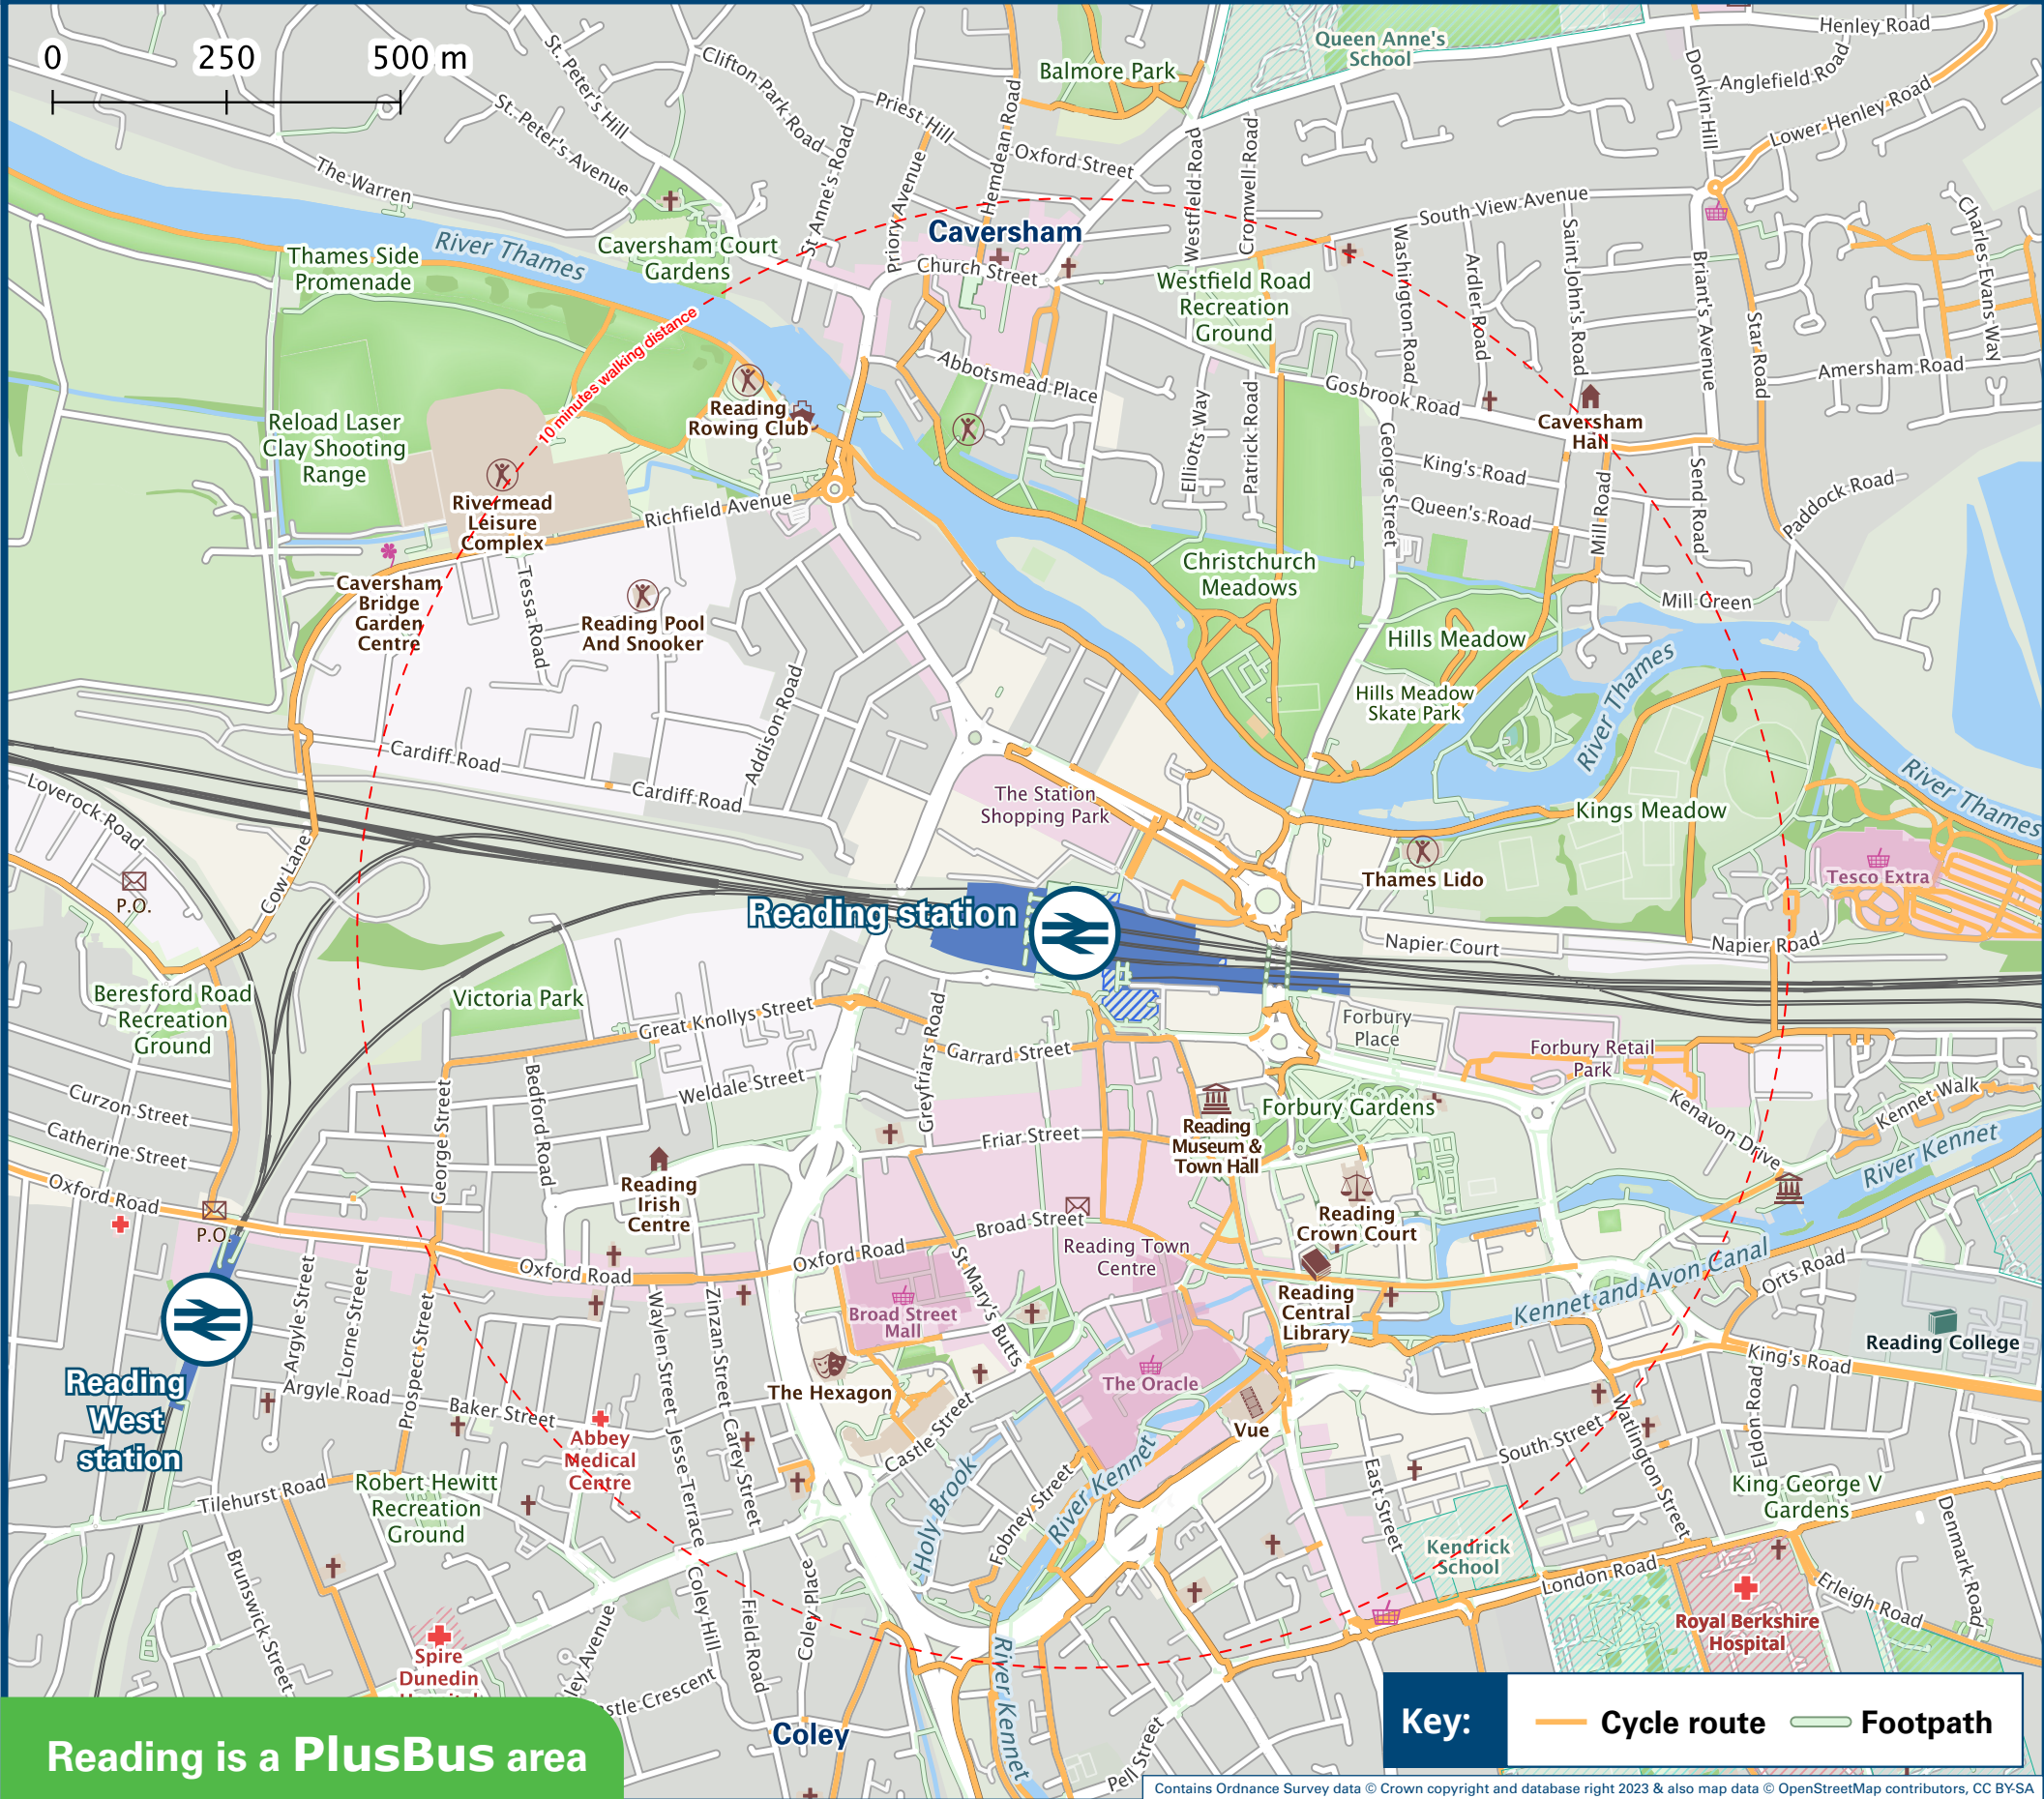 0 250 500 m
St. Peter's Hill
St. Peter's Avenue
The Warren
Clifton Park Road
Priest Hill
Hemdean Road
Oxford Street
St Anne's Road
Priory Avenue
Balmore Park
Queen Anne's
School
Henley Road
Anglefield Road
Donkin Hill
Lower Henley Road
Westfield Road
Cromwell Road
South View Avenue
Charles Evans Way
River Thames
Thames Side
Promenade
Caversham Court
Gardens
Caversham
Church Street
Westfield Road
Recreation
Ground
Washington Road
Ardler Road
Saint John's Road
Briant's Avenue
Star Road
Amersham Road
10 minutes walking distance
Abbotsmead Place
Gosbrook Road
Reading
Rowing Club
Reload Laser
Clay Shooting
Range
Caversham
Hall
Elliotts Way
Patrick Road
George Street
King's Road
Queen's Road
Mill Road
Send Road
Paddock Road
Rivermead
Leisure
Complex
Richfield Avenue
Caversham
Bridge
Garden
Centre
Tessa Road
Reading Pool
And Snooker
Christchurch
Meadows
Mill Green
Hills Meadow
Hills Meadow
Skate Park
River Thames
Addison Road
Cardiff Road
Cardiff Road
Loverock Road
The Station
Shopping Park
Kings Meadow
River Thames
P.O.
Cow Lane
Thames Lido
Tesco Extra
Reading station
Napier Court
Napier Road
Beresford Road
Recreation
Ground
Victoria Park
Great Knollys Street
Greyfriars Road
Garrard Street
Forbury
Place
Forbury Retail
Park
Curzon Street
Catherine Street
George Street
Bedford Road
Weldale Street
Friar Street
Reading
Museum &
Town Hall
Forbury Gardens
Kenavon Drive
Kennet Walk
River Kennet
Oxford Road
P.O.
Reading
Irish
Centre
Broad Street
Reading Town
Centre
Reading
Crown Court
Oxford Road
Oxford Road
Broad Street
Mall
St Mary's Butts
Reading
Central
Library
Kennet and Avon Canal
Orts Road
Reading College
Reading
West
station
Argyle Street
Lorne Street
Prospect Street
Argyle Road
Baker Street
Waylen Street
Zinzan Street
Jesse Terrace
Carey Street
The Hexagon
Castle Street
The Oracle
Vue
King's Road
Eldon Road
Watlington Street
South Street
East Street
Abbey
Medical
Centre
Robert Hewitt
Recreation
Ground
Tilehurst Road
Holy Brook
Fobney Street
River Kennet
Kendrick
School
King George V
Gardens
London Road
Denmark Road
Erleigh Road
Royal Berkshire
Hospital
Brunswick Street
Spire
Dunedin
ley Avenue
Coley Hill
Field Road
Coley Place
stle Crescent
Coley
River Kennet
Pell Street
Key: Cycle route Footpath
Reading is a PlusBus area
Contains Ordnance Survey data © Crown copyright and database right 2023 & also map data © OpenStreetMap contributors, CC BY-SA